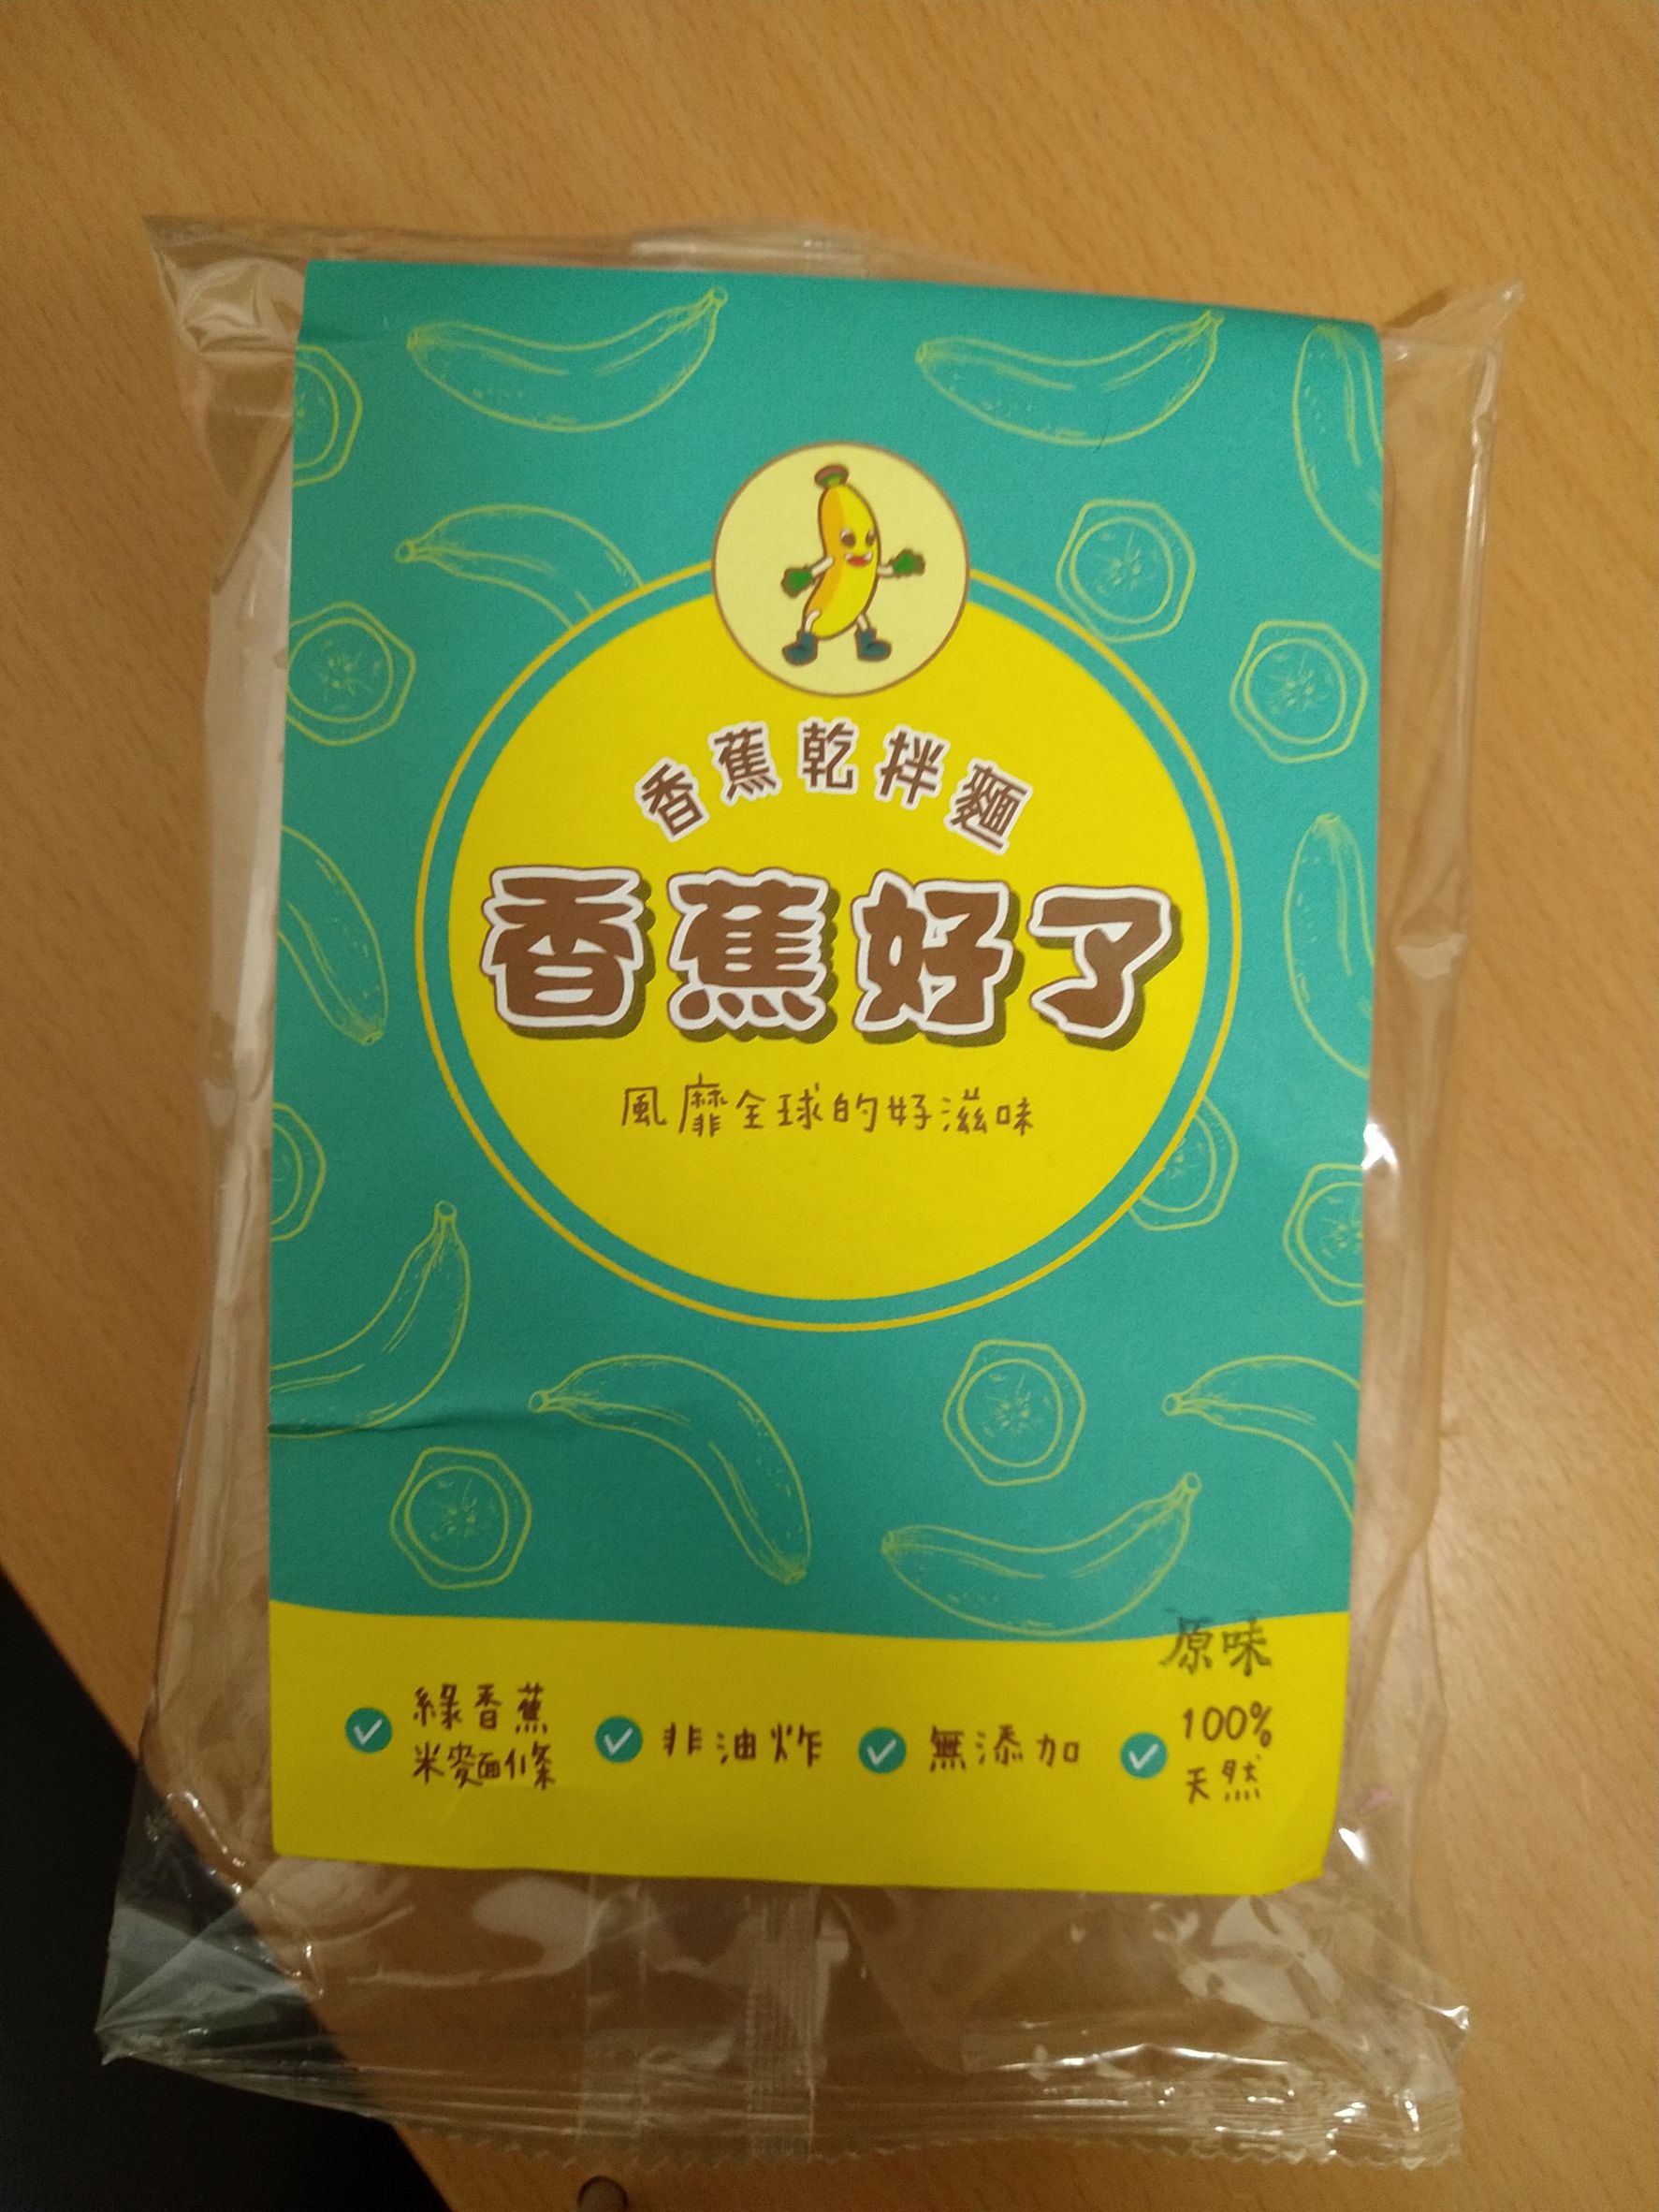 香蕉乾拌麵
香蕉好了
風靡全球的好滋味
原味
綠香蕉
米麥麵條
非油炸
無添加
100%
天然